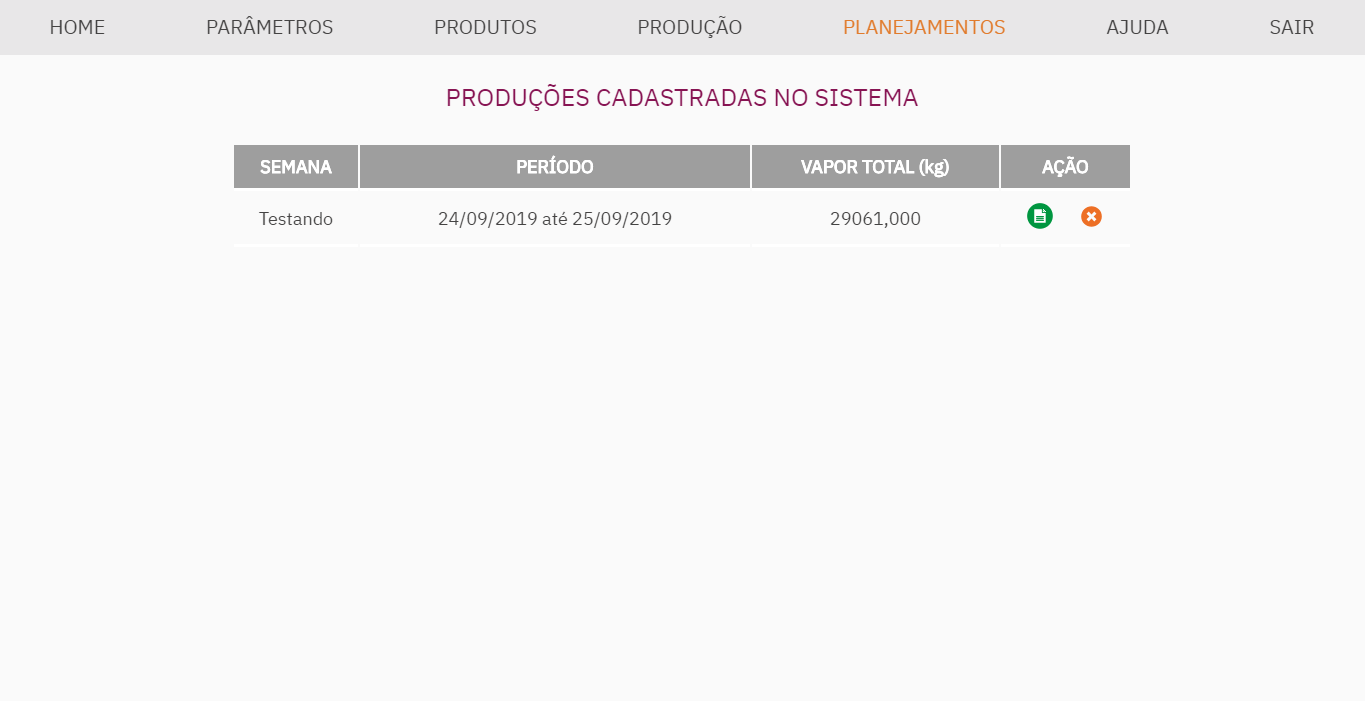 HOME PARÂMETROS PRODUTOS PRODUÇÃO PLANEJAMENTOS AJUDA SAIR
PRODUÇÕES CADASTRADAS NO SISTEMA
SEMANA PERÍODO VAPOR TOTAL (kg) AÇÃO
Testando 24/09/2019 até 25/09/2019 29061,000